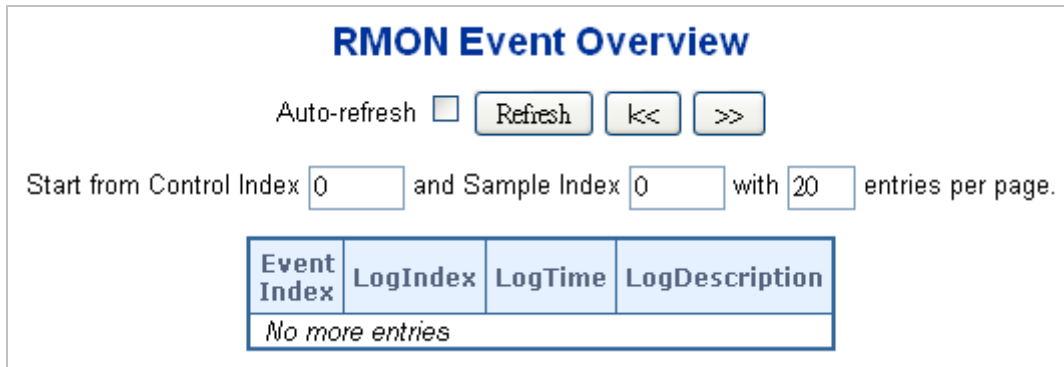 RMON Event Overview
Auto-refresh Refresh |<< >>
Start from Control Index 0 and Sample Index 0 with 20 entries per page.
Event Index LogIndex LogTime LogDescription
No more entries